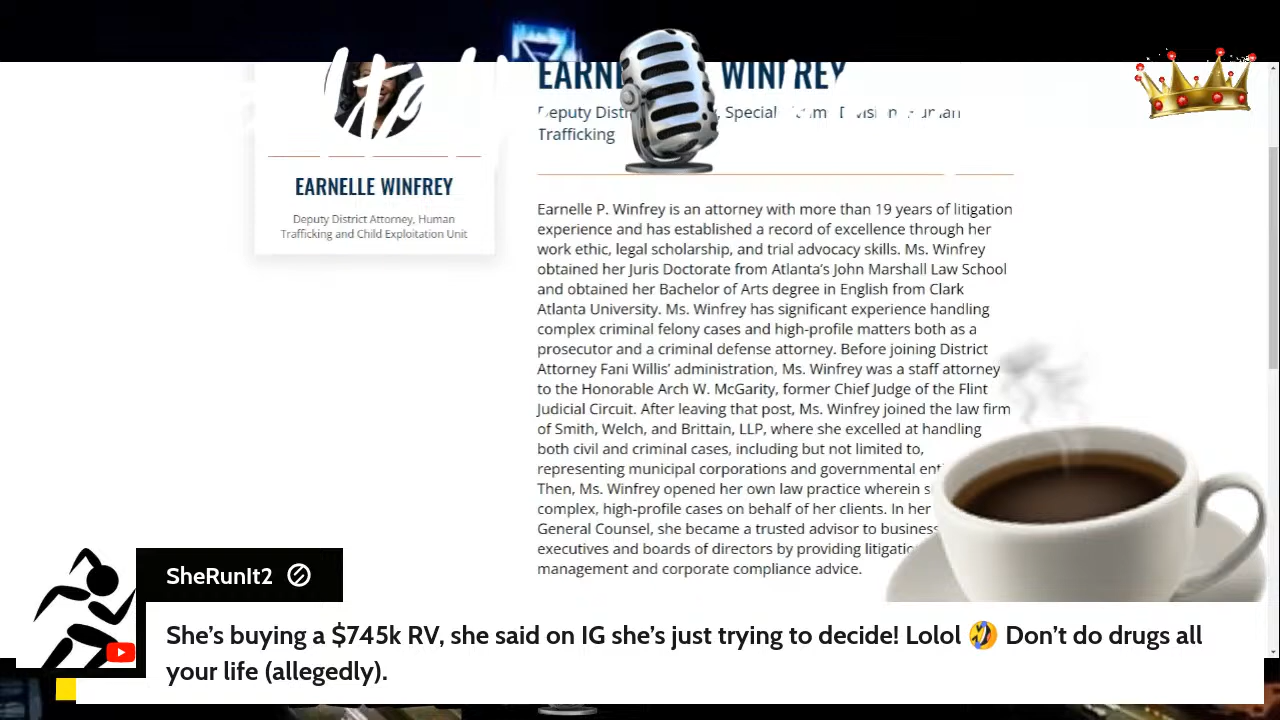 EARNE WINFREY
Deputy Distr , Special
Trafficking
EARNELLE WINFREY
Deputy District Attorney, Human
Trafficking and Child Exploitation Unit
Earnelle P. Winfrey is an attorney with more than 19 years of litigation
experience and has established a record of excellence through her
work ethic, legal scholarship, and trial advocacy skills. Ms. Winfrey
obtained her Juris Doctorate from Atlanta's John Marshall Law School
and obtained her Bachelor of Arts degree in English from Clark
Atlanta University. Ms. Winfrey has significant experience handling
complex criminal felony cases and high-profile matters both as a
prosecutor and a criminal defense attorney. Before joining District
Attorney Fani Willis' administration, Ms. Winfrey was a staff attorney
to the Honorable Arch W. McGarity, former Chief Judge of the Flint
Judicial Circuit. After leaving that post, Ms. Winfrey joined the law firm
of Smith, Welch, and Brittain, LLP, where she excelled at handling
both civil and criminal cases, including but not limited to,
representing municipal corporations and governmental ent
Then, Ms. Winfrey opened her own law practice wherein s
complex, high-profile cases on behalf of her clients. In her
General Counsel, she became a trusted advisor to business
executives and boards of directors by providing litigatio
management and corporate compliance advice.
SheRunIt2
She's buying a $745k RV, she said on IG she's just trying to decide! Lolol 🤣 Don't do drugs all
your life (allegedly).